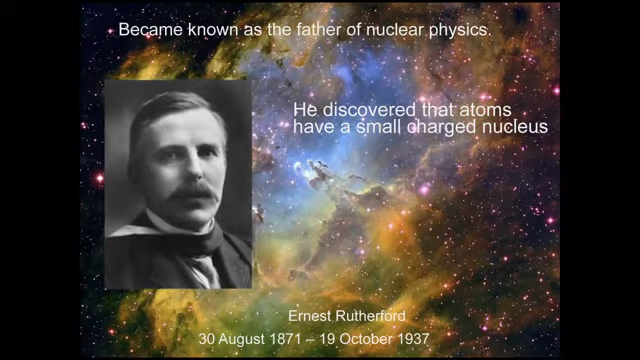 Became known as the father of nuclear physics.
He discovered that atoms
have a small charged nucleus
Ernest Rutherford
30 August 1871 – 19 October 1937